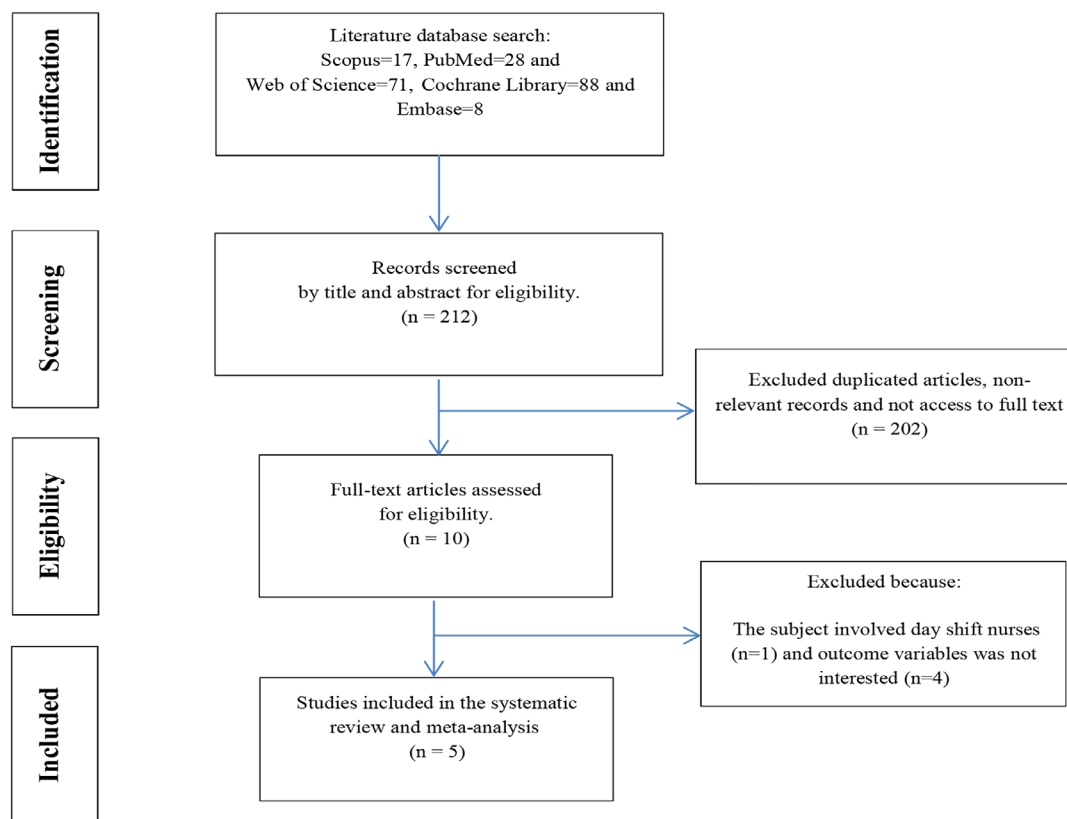 Identification
Literature database search:
Scopus=17, PubMed=28 and
Web of Science=71, Cochrane Library=88 and
Embase=8
Screening
Records screened
by title and abstract for eligibility.
(n = 212)
Excluded duplicated articles, non-
relevant records and not access to full text
(n = 202)
Eligibility
Full-text articles assessed
for eligibility.
(n = 10)
Excluded because:
The subject involved day shift nurses
(n=1) and outcome variables was not
interested (n=4)
Included
Studies included in the systematic
review and meta-analysis
(n = 5)